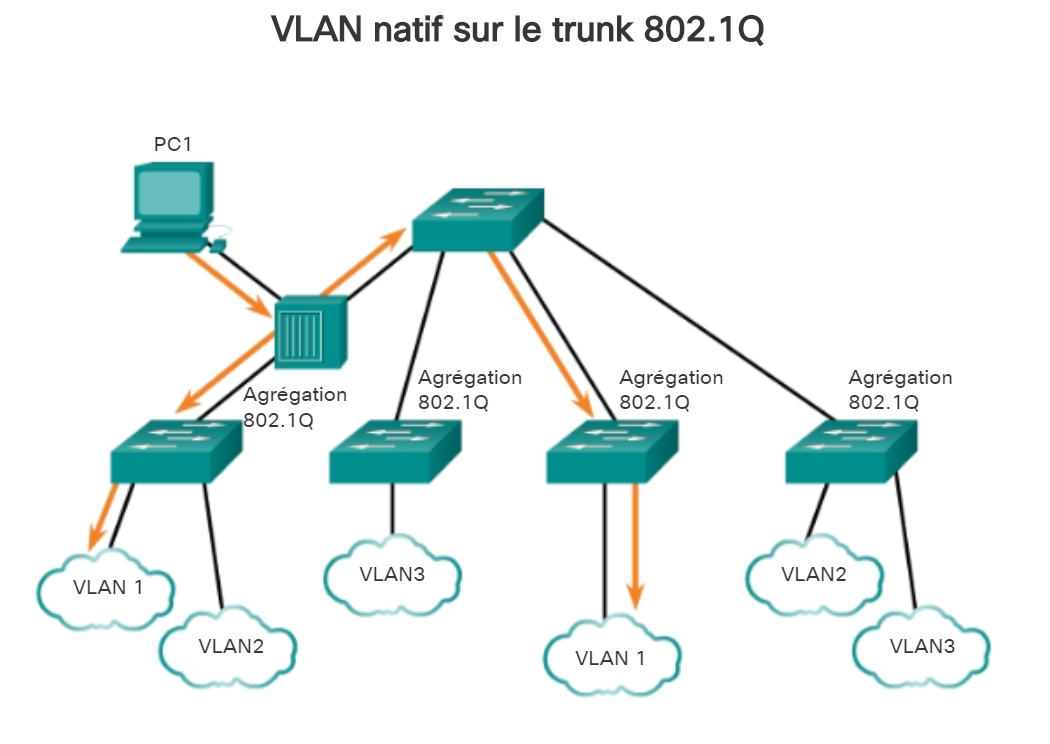 VLAN natif sur le trunk 802.1Q
PC1
Agrégation
802.1Q
Agrégation
802.1Q
Agrégation
802.1Q
Agrégation
802.1Q
VLAN 1
VLAN2
VLAN3
VLAN 1
VLAN2
VLAN3